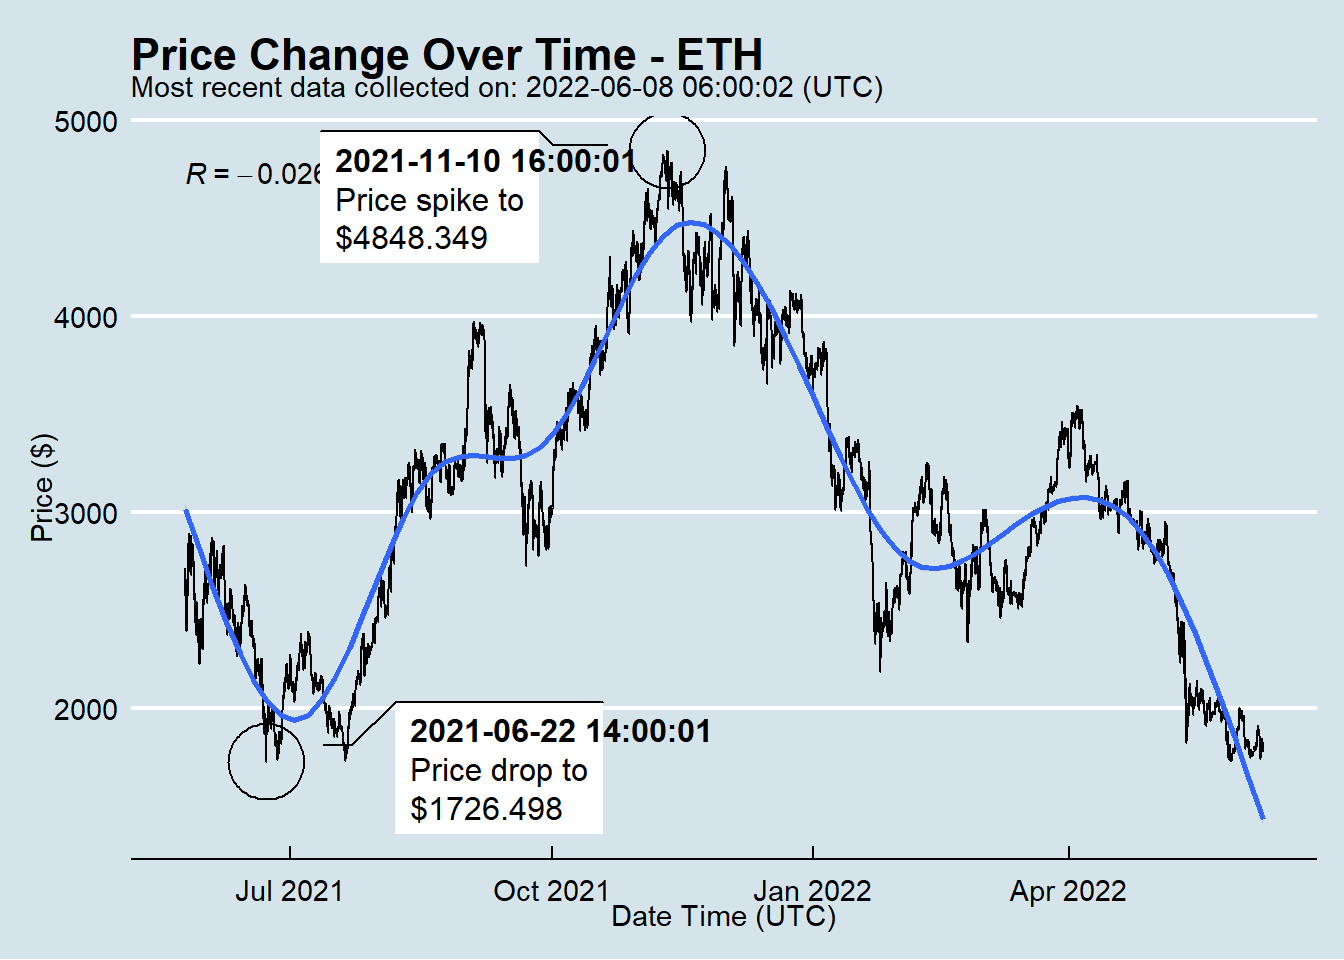 Price Change Over Time - ETH
Most recent data collected on: 2022-06-08 06:00:02 (UTC)
5000
R = −0.026
2021-11-10 16:00:01
Price spike to
$4848.349
4000
Price ($)
3000
2000
2021-06-22 14:00:01
Price drop to
$1726.498
Jul 2021
Oct 2021
Jan 2022
Apr 2022
Date Time (UTC)